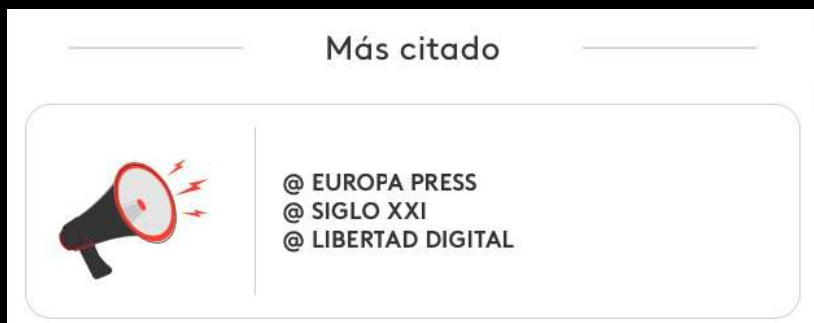 Más citado
@ EUROPA PRESS
@ SIGLO XXI
@ LIBERTAD DIGITAL